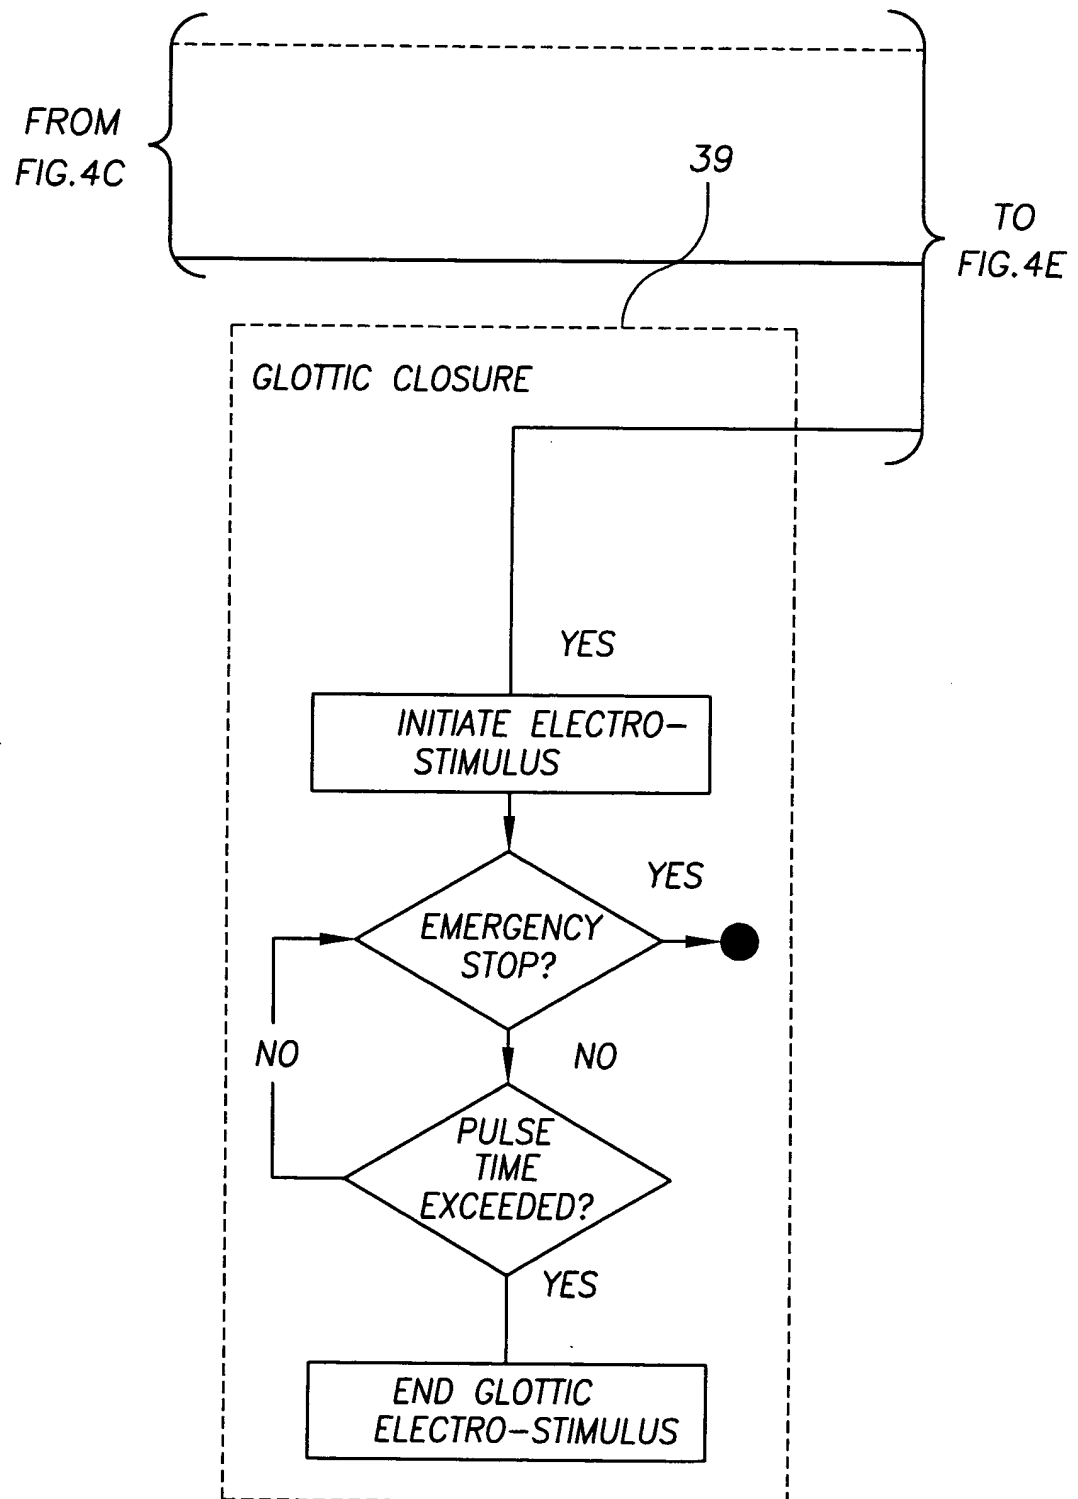 FROM
FIG.4C
39
TO
FIG.4E
GLOTTIC CLOSURE
YES
INITIATE ELECTRO-
STIMULUS
YES
EMERGENCY
STOP?
NO
NO
PULSE
TIME
EXCEEDED?
YES
END GLOTTIC
ELECTRO-STIMULUS